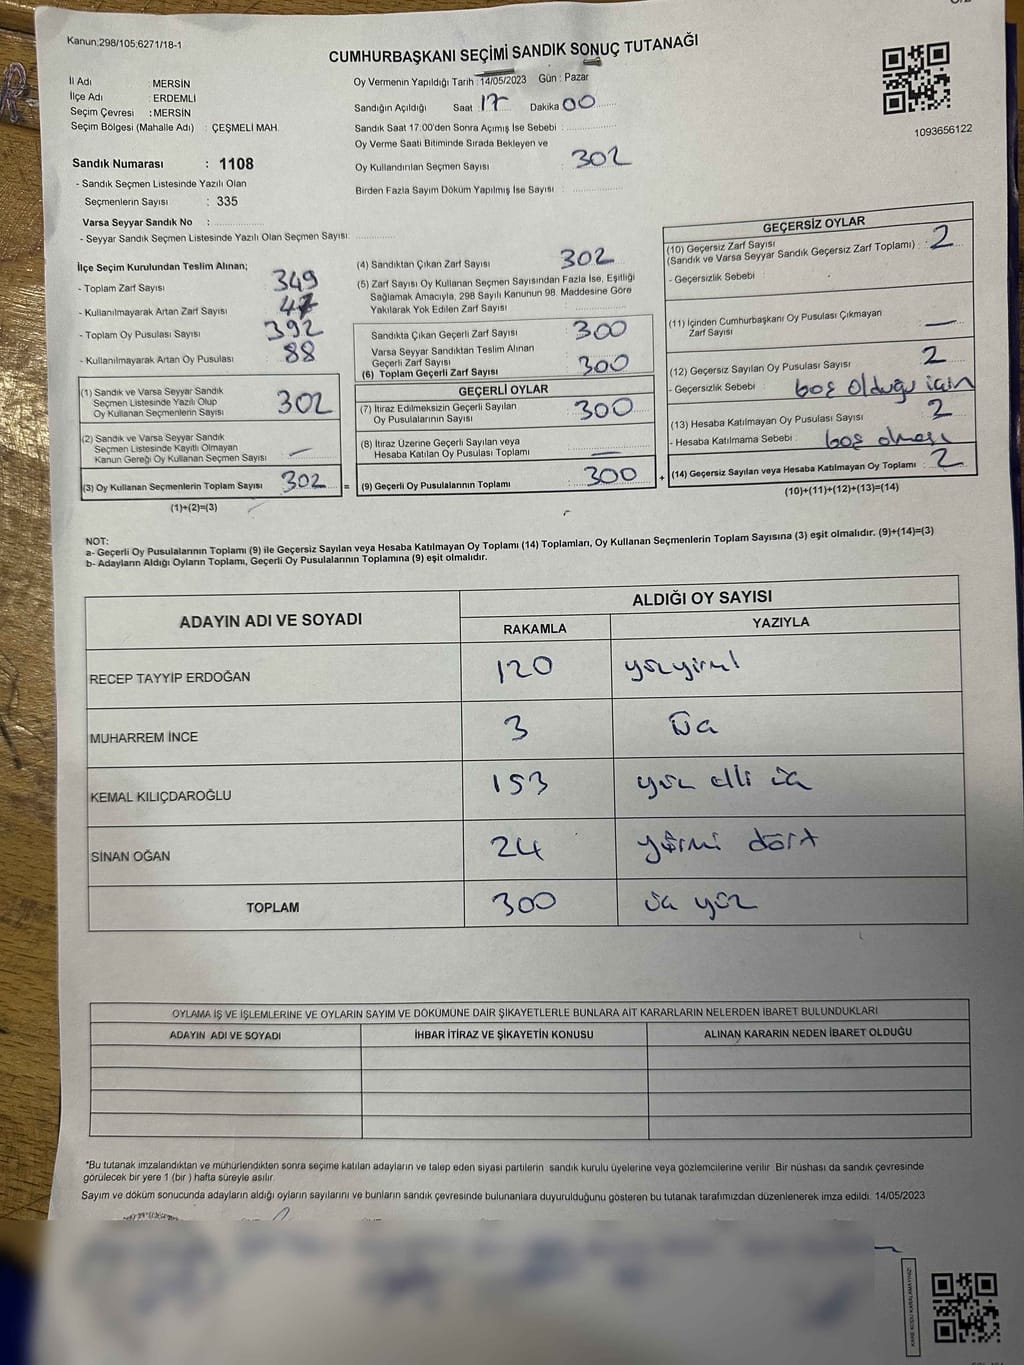 Kanun:298/105;6271/18-1
CUMHURBAŞKANI SEÇİMİ SANDIK SONUÇ TUTANAĞI
İl Adı : MERSİN
İlçe Adı : ERDEMLİ
Seçim Çevresi : MERSİN
Seçim Bölgesi (Mahalle Adı) : ÇEŞMELİ MAH.
Sandık Numarası : 1108
- Sandık Seçmen Listesinde Yazılı Olan
Seçmenlerin Sayısı : 335
Varsa Seyyar Sandık No :
- Seyyar Sandık Seçmen Listesinde Yazılı Olan Seçmen Sayısı:
Oy Vermenin Yapıldığı Tarih : 14/05/2023 Gün : Pazar
Sandığın Açıldığı Saat 17 Dakika 00
Sandık Saat 17:00'den Sonra Açımış İse Sebebi :
Oy Verme Saati Bitiminde Sırada Bekleyen ve
Oy Kullandırılan Seçmen Sayısı : 302
Birden Fazla Sayım Döküm Yapılmış İse Sayısı :
1093656122
İlçe Seçim Kurulundan Teslim Alınan;
- Toplam Zarf Sayısı 349
- Kullanılmayarak Artan Zarf Sayısı 47
- Toplam Oy Pusulası Sayısı 392
- Kullanılmayarak Artan Oy Pusulası 88
(1) Sandık ve Varsa Seyyar Sandık
Seçmen Listesinde Yazılı Olup
Oy Kullanan Seçmenlerin Sayısı 302
(2) Sandık ve Varsa Seyyar Sandık
Seçmen Listesinde Kayıtlı Olmayan
Kanun Gereği Oy Kullanan Seçmen Sayısı —
(3) Oy Kullanan Seçmenlerin Toplam Sayısı 302 =
(1)+(2)=(3)
(4) Sandıktan Çıkan Zarf Sayısı 302
(5) Zarf Sayısı Oy Kullanan Seçmen Sayısından Fazla İse, Eşitliği
Sağlamak Amacıyla, 298 Sayılı Kanunun 98. Maddesine Göre
Yakılarak Yok Edilen Zarf Sayısı :
Sandıkta Çıkan Geçerli Zarf Sayısı : 300
Varsa Seyyar Sandıktan Teslim Alınan
Geçerli Zarf Sayısı
(6) Toplam Geçerli Zarf Sayısı : 300
GEÇERLİ OYLAR
(7) İtiraz Edilmeksizin Geçerli Sayılan
Oy Pusulalarının Sayısı : 300
(8) İtiraz Üzerine Geçerli Sayılan veya
Hesaba Katılan Oy Pusulası Toplamı : —
(9) Geçerli Oy Pusulalarının Toplamı : 300 +
GEÇERSİZ OYLAR
(10) Geçersiz Zarf Sayısı
(Sandık ve Varsa Seyyar Sandık Geçersiz Zarf Toplamı) : 2
- Geçersizlik Sebebi :
(11) İçinden Cumhurbaşkanı Oy Pusulası Çıkmayan
Zarf Sayısı —
(12) Geçersiz Sayılan Oy Pusulası Sayısı 2
- Geçersizlik Sebebi : boş olduğu için
(13) Hesaba Katılmayan Oy Pusulası Sayısı 2
- Hesaba Katılmama Sebebi : boş olması
(14) Geçersiz Sayılan veya Hesaba Katılmayan Oy Toplamı : 2
(10)+(11)+(12)+(13)=(14)
NOT:
a- Geçerli Oy Pusulalarının Toplamı (9) ile Geçersiz Sayılan veya Hesaba Katılmayan Oy Toplamı (14) Toplamları, Oy Kullanan Seçmenlerin Toplam Sayısına (3) eşit olmalıdır. (9)+(14)=(3)
b- Adayların Aldığı Oyların Toplamı, Geçerli Oy Pusulalarının Toplamına (9) eşit olmalıdır.
ADAYIN ADI VE SOYADI ALDIĞI OY SAYISI
RAKAMLA YAZIYLA
RECEP TAYYİP ERDOĞAN 120 yüzyirmi
MUHARREM İNCE 3 Üç
KEMAL KILIÇDAROĞLU 153 yüz elli üç
SİNAN OĞAN 24 yirmi dört
TOPLAM 300 üç yüz
OYLAMA İŞ VE İŞLEMLERİNE VE OYLARIN SAYIM VE DÖKÜMÜNE DAİR ŞİKAYETLERLE BUNLARA AİT KARARLARIN NELERDEN İBARET BULUNDUKLARI
ADAYIN ADI VE SOYADI İHBAR İTİRAZ VE ŞİKAYETİN KONUSU ALINAN KARARIN NEDEN İBARET OLDUĞU
*Bu tutanak imzalandıktan ve mühürlendikten sonra seçime katılan adayların ve talep eden siyasi partilerin sandık kurulu üyelerine veya gözlemcilerine verilir. Bir nüshası da sandık çevresinde
görülecek bir yere 1 (bir ) hafta süreyle asılır.
Sayım ve döküm sonucunda adayların aldığı oyların sayılarını ve bunların sandık çevresinde bulunanlara duyurulduğunu gösteren bu tutanak tarafımızdan düzenlenerek imza edildi. 14/05/2023
KARE KODU KARALAMAYINIZ!